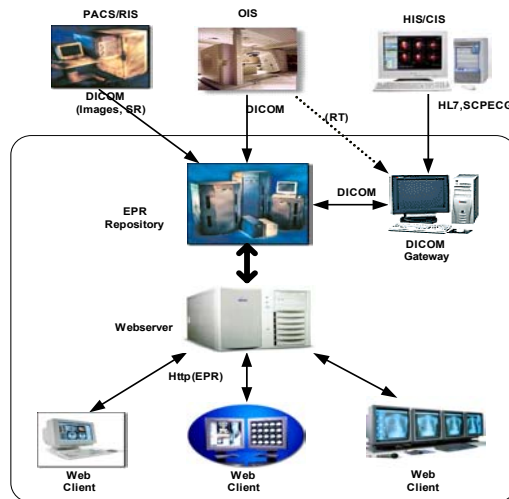 PACS/RIS
OIS
HIS/CIS
DICOM
(Images, SR)
DICOM
(RT)
HL7,SCPECG
EPR
Repository
DICOM
DICOM
Gateway
Webserver
Http(EPR)
Web
Client
Web
Client
Web
Client